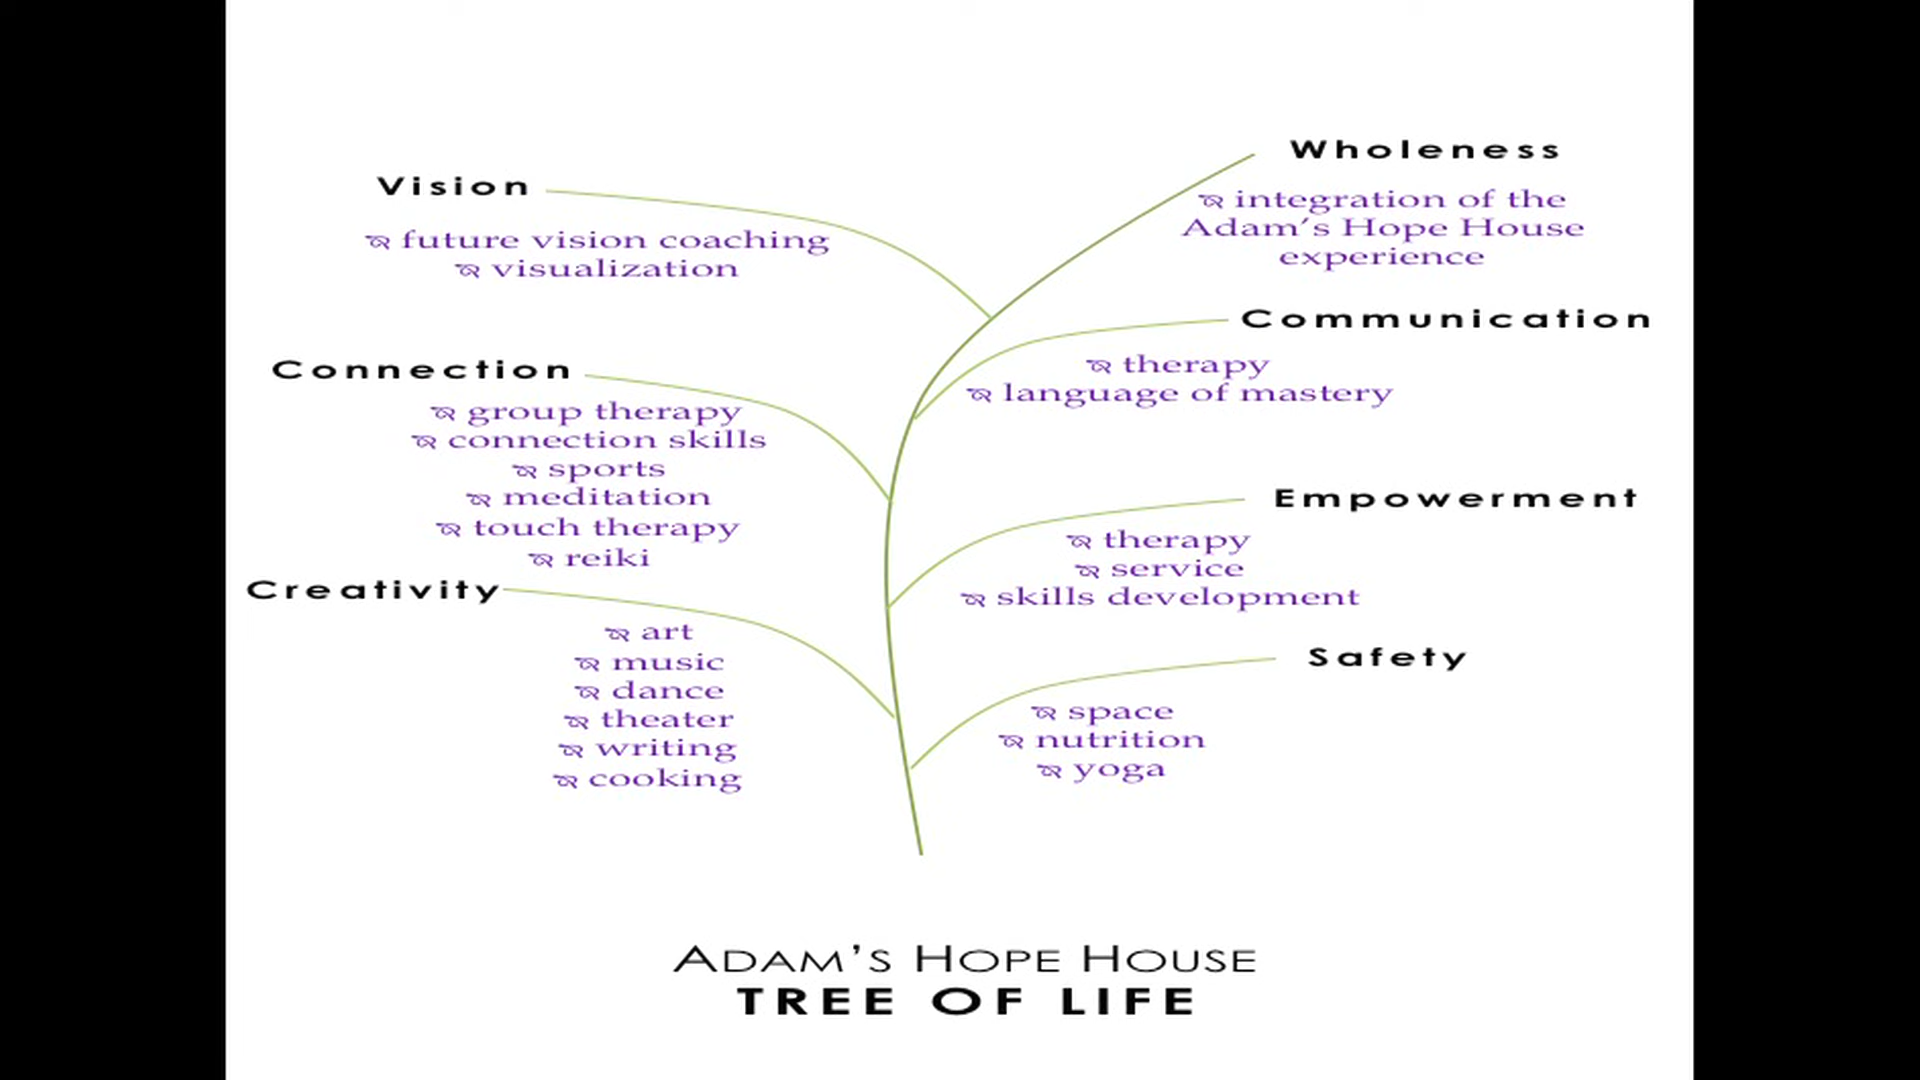 Vision
future vision coaching
visualization
Connection
group therapy
connection skills
sports
meditation
touch therapy
reiki
Creativity
art
music
dance
theater
writing
cooking
Wholeness
integration of the
Adam's Hope House
experience
Communication
therapy
language of mastery
Empowerment
therapy
service
skills development
Safety
space
nutrition
yoga
ADAM'S HOPE HOUSE
TREE OF LIFE